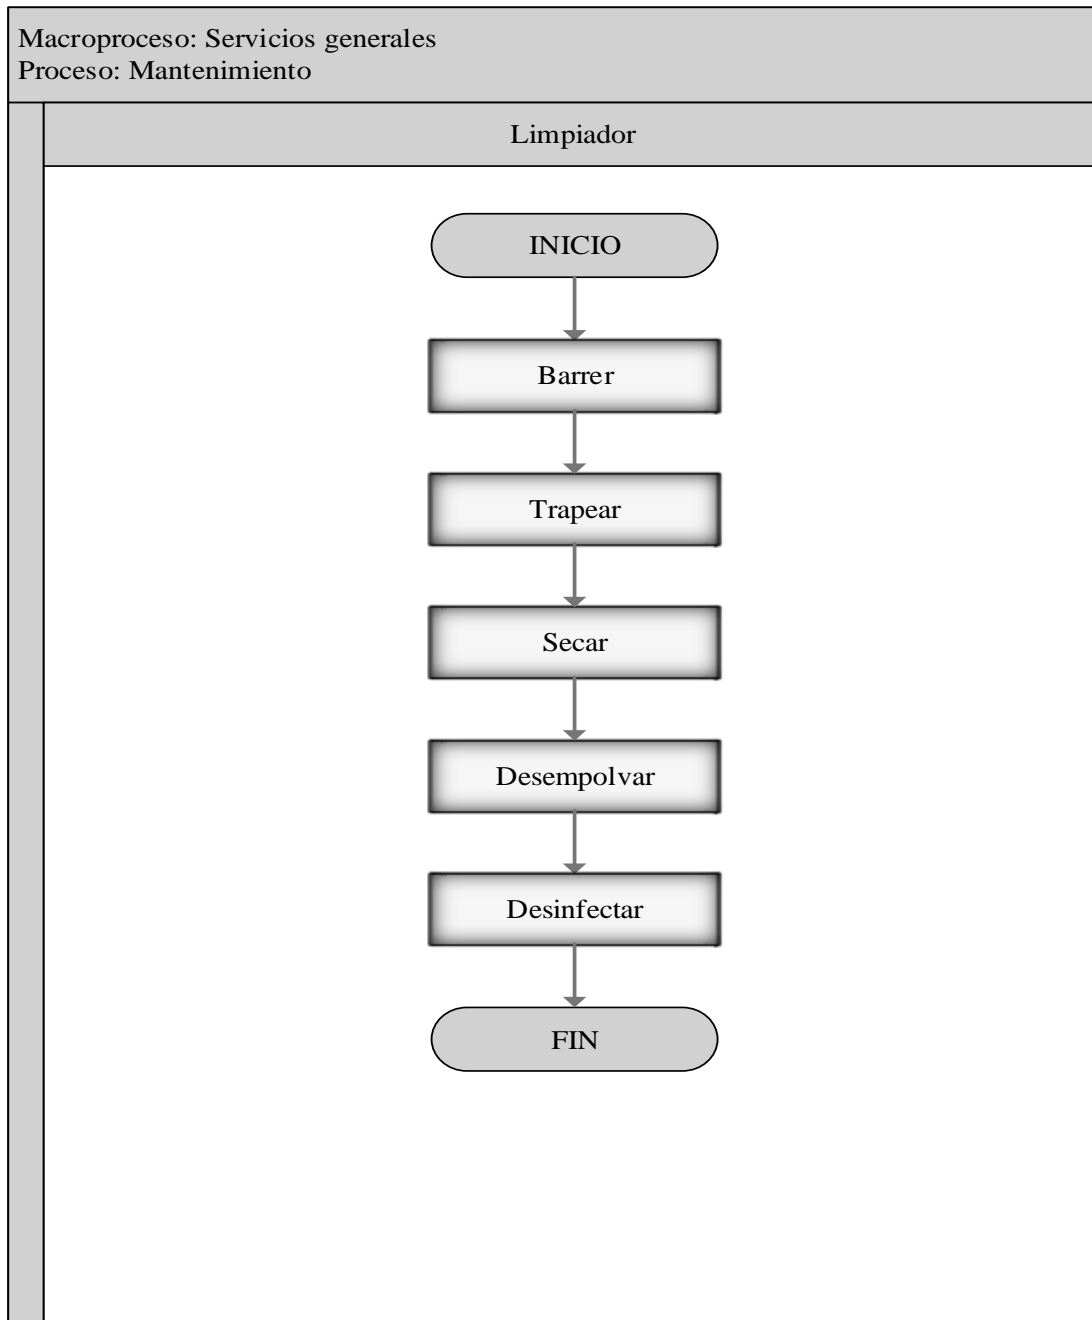 Macroproceso: Servicios generales
Proceso: Mantenimiento
Limpiador
INICIO
Barrer
Trapear
Secar
Desempolvar
Desinfectar
FIN